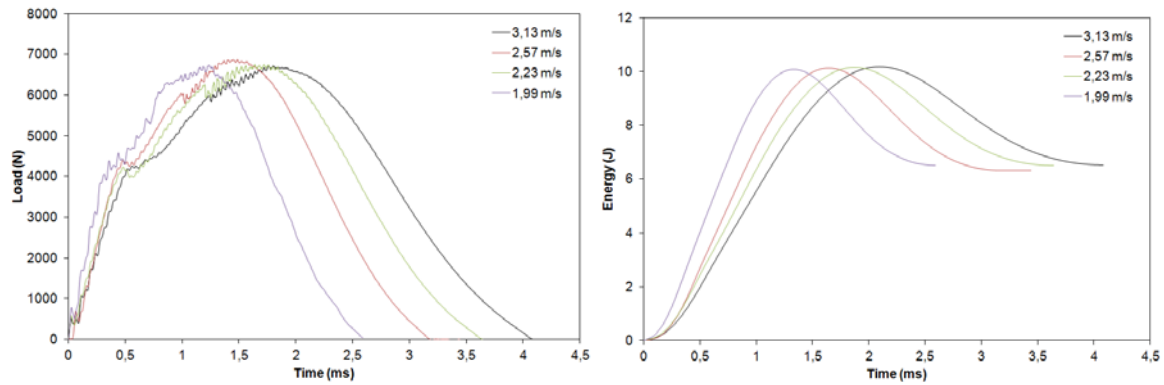 8000
7000
6000
5000
4000
3000
2000
1000
0
Load (N)
0 0,5 1 1,5 2 2,5 3 3,5 4 4,5
Time (ms)
3,13 m/s
2,57 m/s
2,23 m/s
1,99 m/s
12
10
8
6
4
2
0
Energy (J)
0 0,5 1 1,5 2 2,5 3 3,5 4 4,5
Time (ms)
3,13 m/s
2,57 m/s
2,23 m/s
1,99 m/s